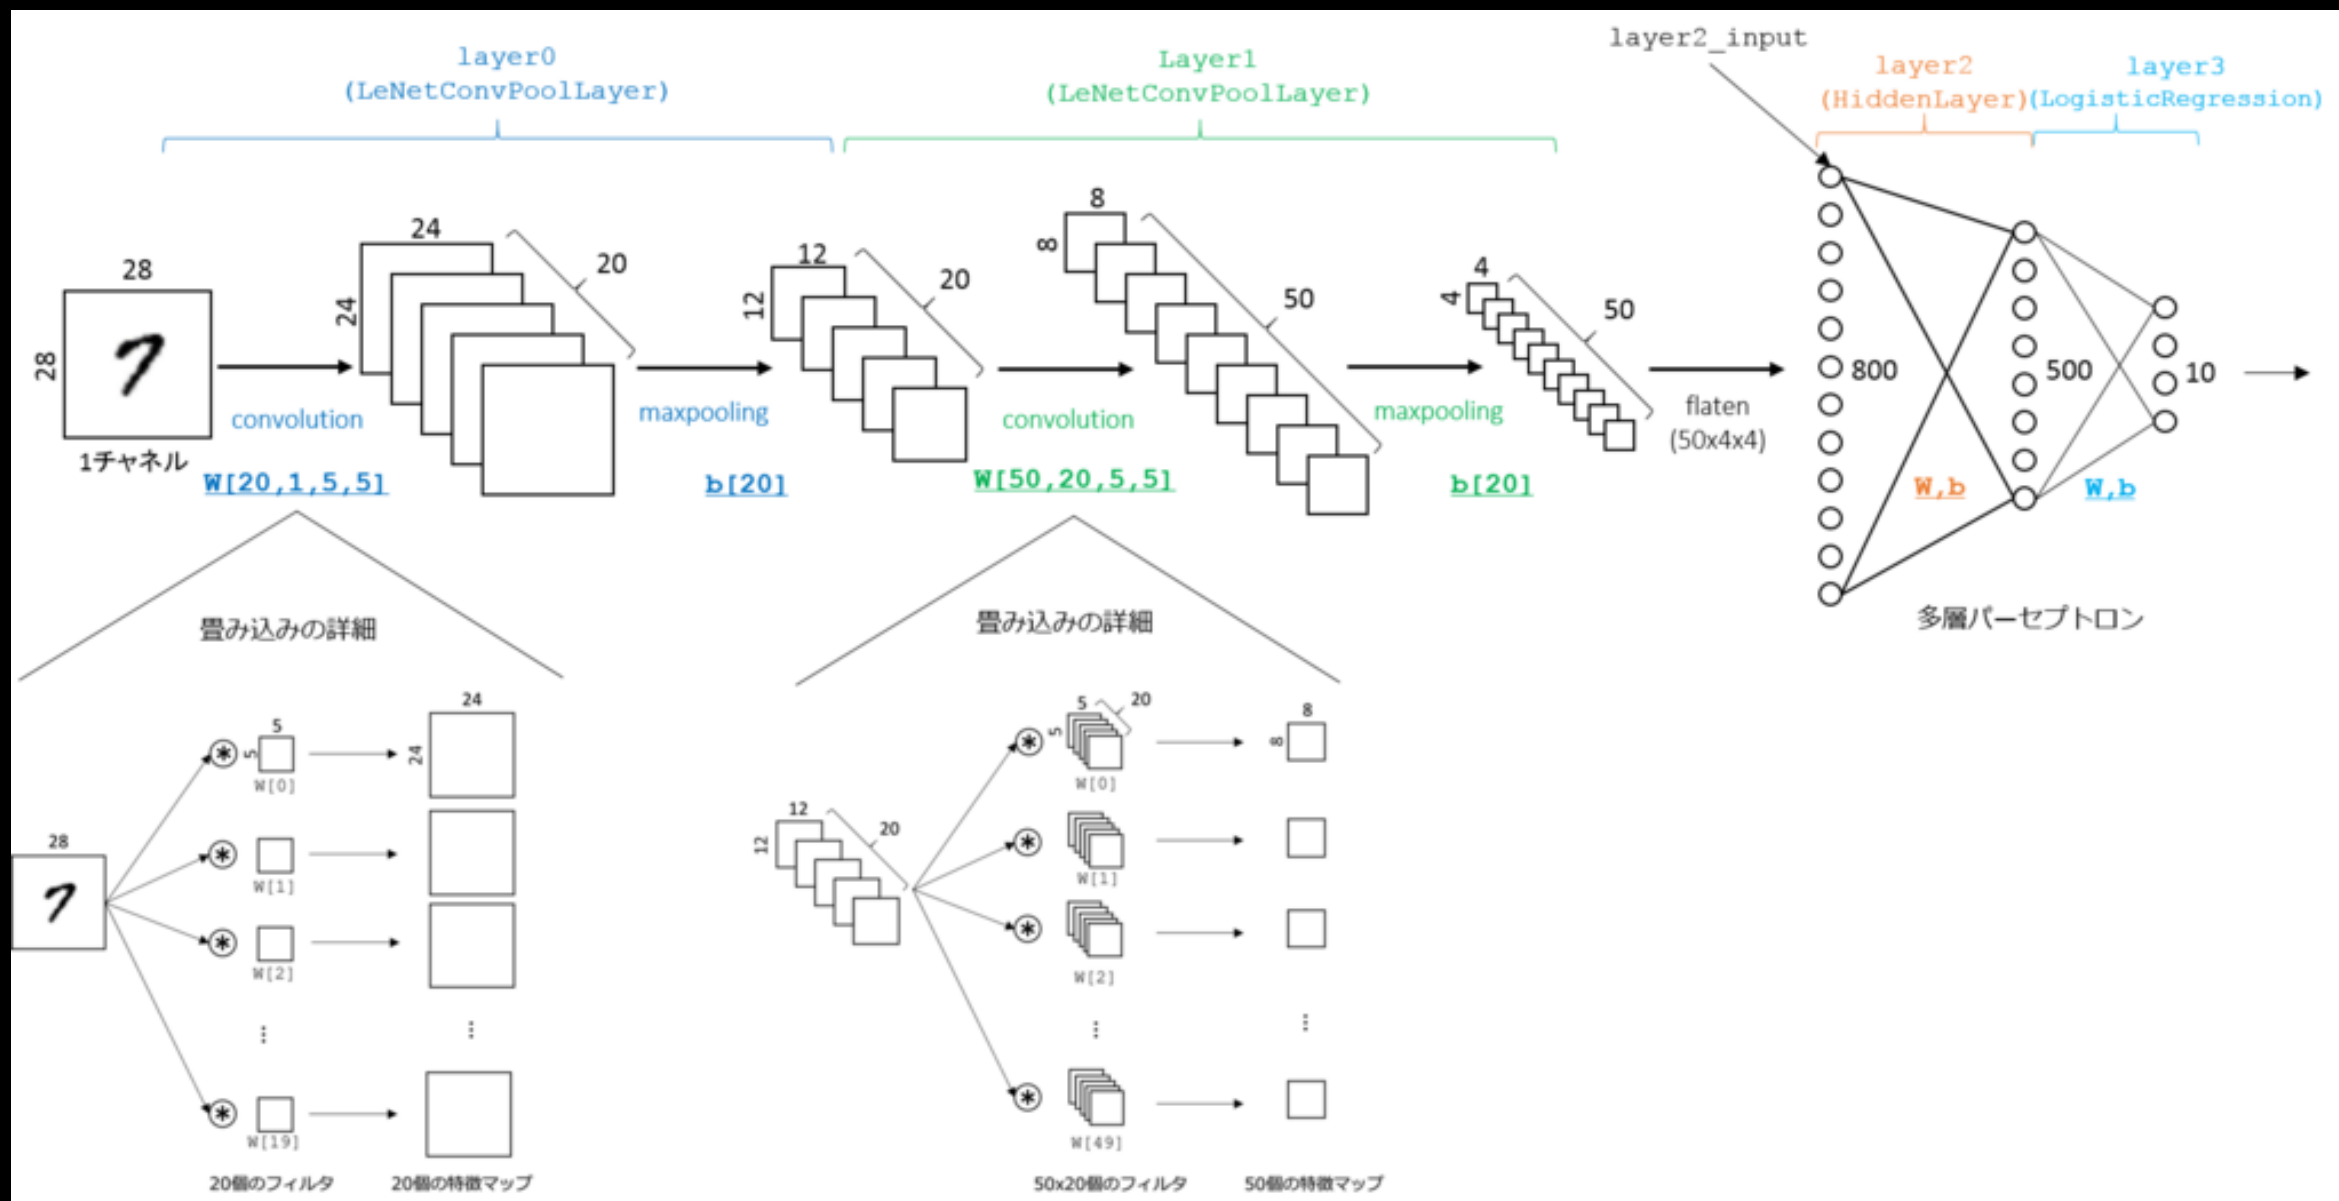 layer0
(LeNetConvPoolLayer)
Layer1
(LeNetConvPoolLayer)
layer2_input
layer2
(HiddenLayer)
layer3
(LogisticRegression)
28
28
1チャネル
convolution
W[20,1,5,5]
24
24
20
maxpooling
b[20]
12
12
20
convolution
W[50,20,5,5]
8
8
50
maxpooling
b[20]
4
4
50
flaten
(50x4x4)
800
500
10
W,b
W,b
多層パーセプトロン
畳み込みの詳細
28
5
5
W[0]
24
24
W[1]
W[2]
...
...
W[19]
20個のフィルタ
20個の特徴マップ
畳み込みの詳細
12
12
20
5
5
20
W[0]
8
8
W[1]
W[2]
...
...
W[49]
50x20個のフィルタ
50個の特徴マップ